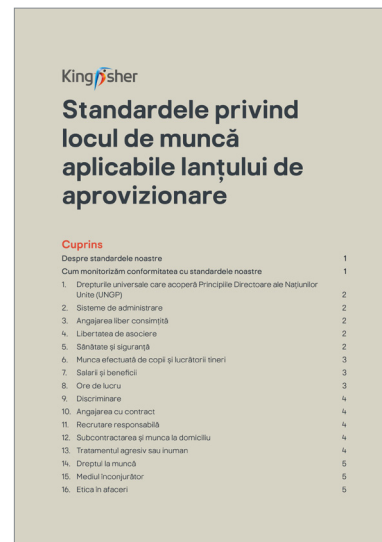 Kingfisher
Standardele privind
locul de muncă
aplicabile lanțului de
aprovizionare
Cuprins
Despre standardele noastre 1
Cum monitorizăm conformitatea cu standardele noastre 1
1. Drepturile universale care acoperă Principiile Directoare ale Națiunilor
Unite (UNGP) 2
2. Sisteme de administrare 2
3. Angajarea liber consimțită 2
4. Libertatea de asociere 2
5. Sănătate și siguranță 2
6. Munca efectuată de copii și lucrătorii tineri 3
7. Salarii și beneficii 3
8. Ore de lucru 3
9. Discriminare 4
10. Angajarea cu contract 4
11. Recrutare responsabilă 4
12. Subcontractarea și munca la domiciliu 4
13. Tratamentul agresiv sau inuman 4
14. Dreptul la muncă 5
15. Mediul înconjurător 5
16. Etica în afaceri 5